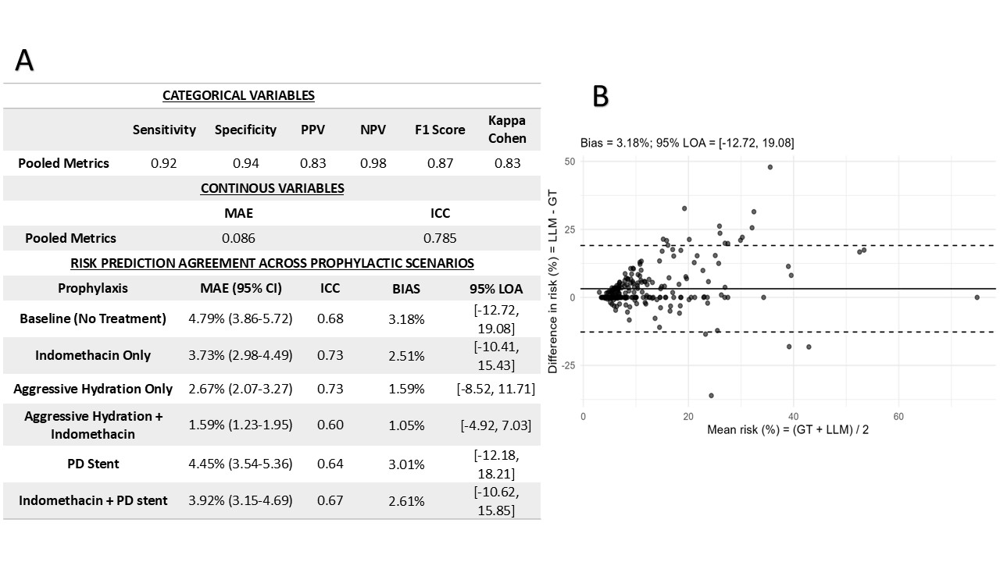 A
CATEGORICAL VARIABLES
Sensitivity Specificity PPV NPV F1 Score Kappa
Cohen
Pooled Metrics 0.92 0.94 0.83 0.98 0.87 0.83
CONTINOUS VARIABLES
MAE ICC
Pooled Metrics 0.086 0.785
RISK PREDICTION AGREEMENT ACROSS PROPHYLACTIC SCENARIOS
Prophylaxis MAE (95% CI) ICC BIAS 95% LOA
Baseline (No Treatment) 4.79% (3.86-5.72) 0.68 3.18% [-12.72,
19.08]
Indomethacin Only 3.73% (2.98-4.49) 0.73 2.51% [-10.41,
15.43]
Aggressive Hydration Only 2.67% (2.07-3.27) 0.73 1.59% [-8.52, 11.71]
Aggressive Hydration +
Indomethacin 1.59% (1.23-1.95) 0.60 1.05% [-4.92, 7.03]
PD Stent 4.45% (3.54-5.36) 0.64 3.01% [-12.18,
18.21]
Indomethacin + PD stent 3.92% (3.15-4.69) 0.67 2.61% [-10.62,
15.85]
B
Bias = 3.18%; 95% LOA = [-12.72, 19.08]
Difference in risk (%) = LLM - GT
50
25
0
-25
0 20 40 60
Mean risk (%) = (GT + LLM) / 2